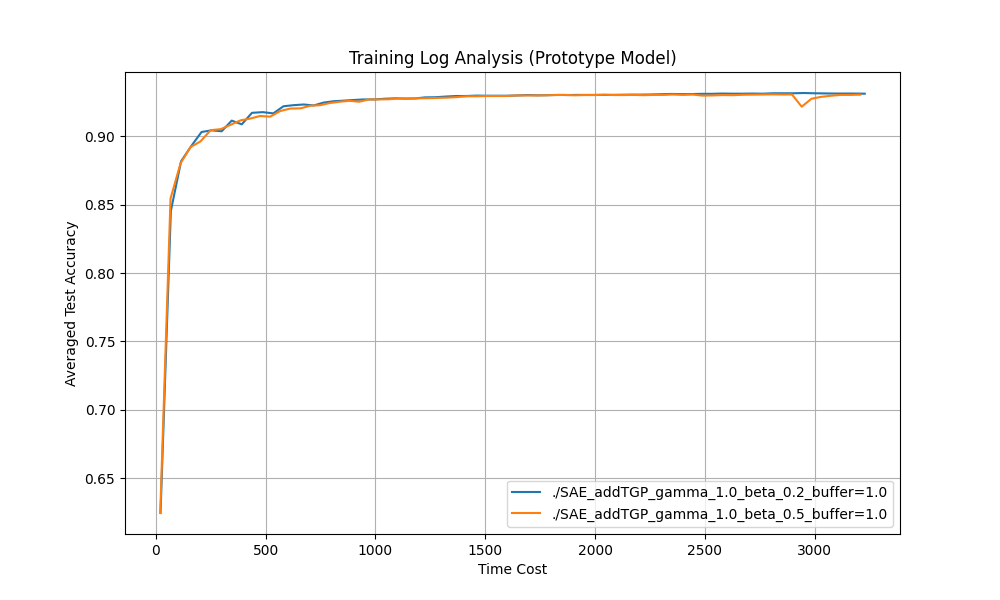 Training Log Analysis (Prototype Model)
Averaged Test Accuracy
0.90
0.85
0.80
0.75
0.70
0.65
0
500
1000
1500
2000
2500
3000
Time Cost
./SAE_addTGP_gamma_1.0_beta_0.2_buffer=1.0
./SAE_addTGP_gamma_1.0_beta_0.5_buffer=1.0